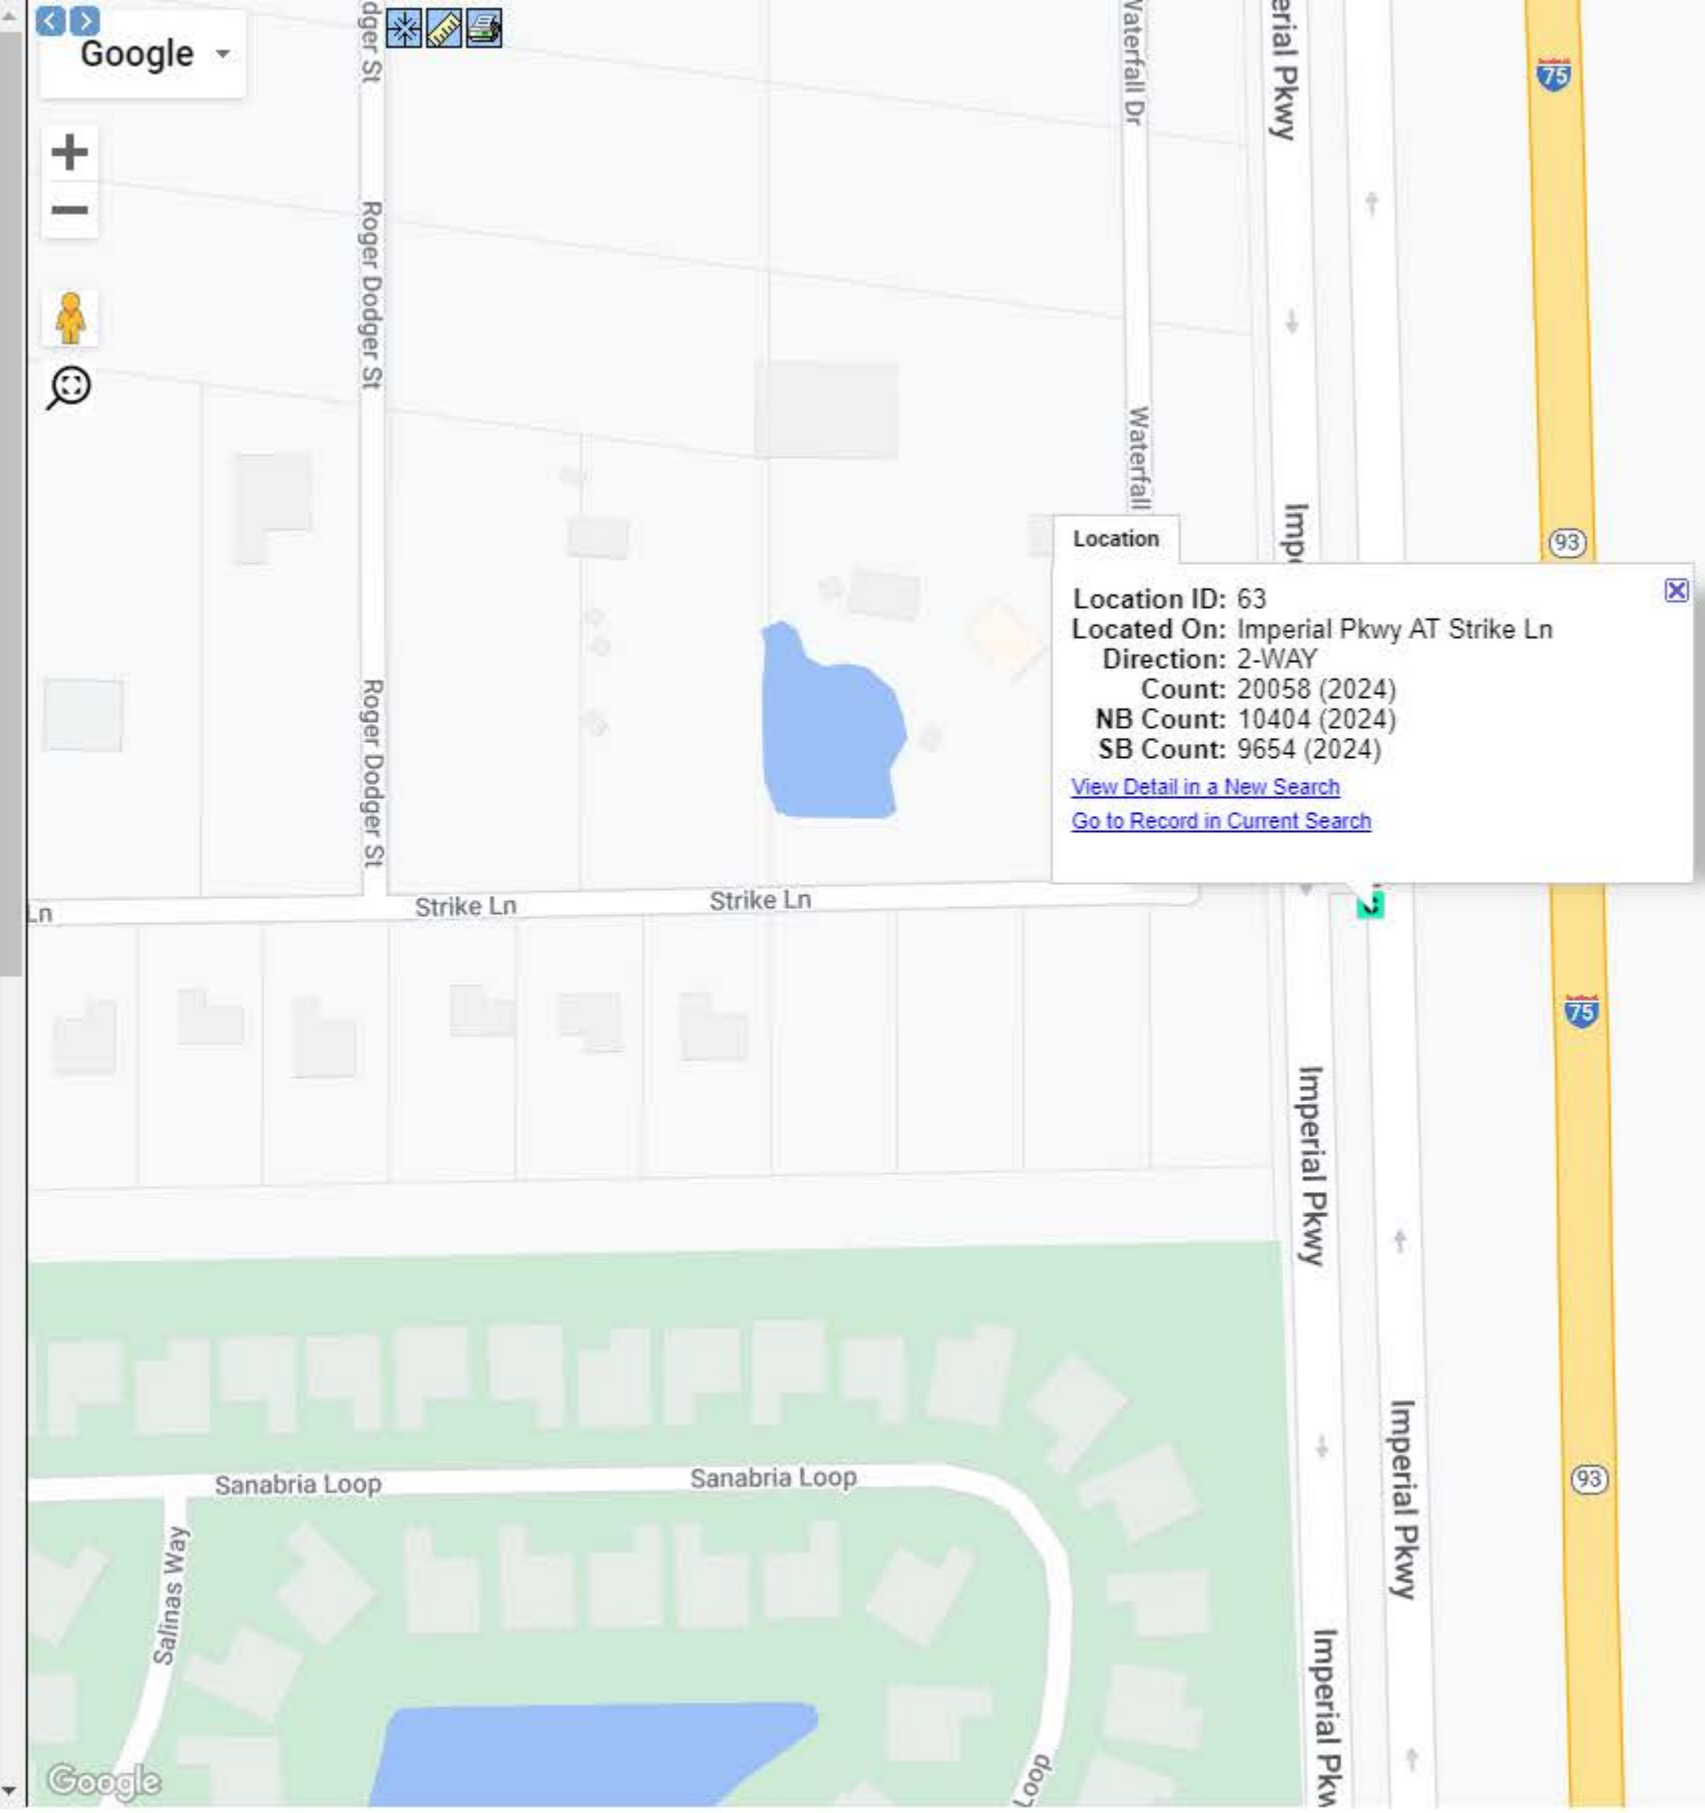 Google
dger St
Waterfall Dr
erial Pkwy
75
Roger Dodger St
Waterfall
Impe
93
Location
Location ID: 63
Located On: Imperial Pkwy AT Strike Ln
Direction: 2-WAY
Count: 20058 (2024)
NB Count: 10404 (2024)
SB Count: 9654 (2024)
View Detail in a New Search
Go to Record in Current Search
Roger Dodger St
Ln
Strike Ln
Strike Ln
2
75
Imperial Pkwy
Imperial Pkwy
Sanabria Loop
Sanabria Loop
93
Salinas Way
Imperial Pkw
Loop
Google